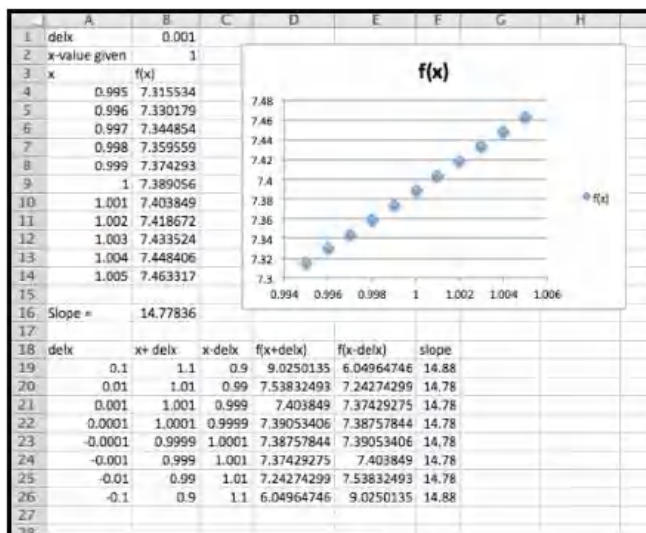 A B C D E F G H
1 delx 0.001
2 x-value given 1
3 x f(x)
4 0.995 7.315534
5 0.996 7.330179
6 0.997 7.344854
7 0.998 7.359559
8 0.999 7.374293
9 1 7.389056
10 1.001 7.403849
11 1.002 7.418672
12 1.003 7.433524
13 1.004 7.448406
14 1.005 7.463317
15
16 Slope = 14.77836
17
f(x)
7.48
7.46
7.44
7.42
7.4
7.38
7.36
7.34
7.32
7.3
0.994 0.996 0.998 1 1.002 1.004 1.006
f(x)
18 delx x+ delx x-delx f(x+delx) f(x-delx) slope
19 0.1 1.1 0.9 9.0250135 6.04964746 14.88
20 0.01 1.01 0.99 7.53832493 7.24274299 14.78
21 0.001 1.001 0.999 7.403849 7.37429275 14.78
22 0.0001 1.0001 0.9999 7.39053406 7.38757844 14.78
23 -0.0001 0.9999 1.0001 7.38757844 7.39053406 14.78
24 -0.001 0.999 1.001 7.37429275 7.403849 14.78
25 -0.01 0.99 1.01 7.24274299 7.53832493 14.78
26 -0.1 0.9 1.1 6.04964746 9.0250135 14.88
27
28